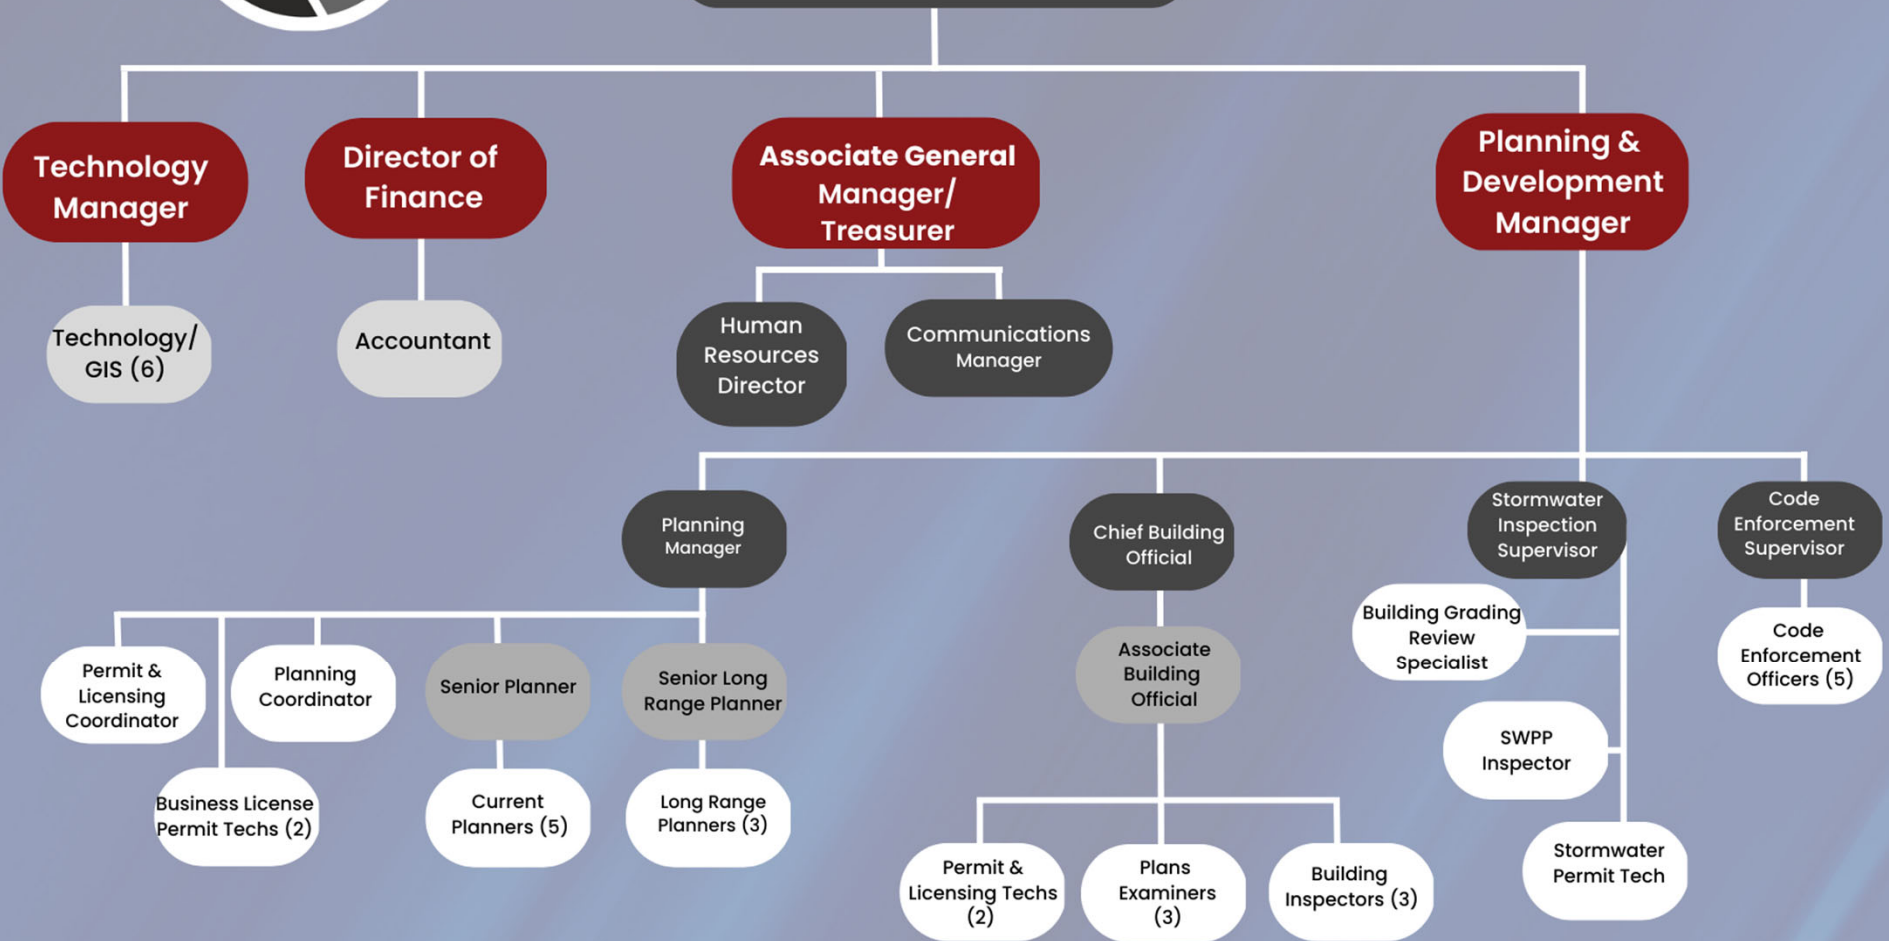 Technology
Manager
Director of
Finance
Associate General
Manager/
Treasurer
Planning &
Development
Manager
Technology/
GIS (6)
Accountant
Human
Resources
Director
Communications
Manager
Planning
Manager
Chief Building
Official
Stormwater
Inspection
Supervisor
Code
Enforcement
Supervisor
Permit &
Licensing
Coordinator
Planning
Coordinator
Senior Planner
Senior Long
Range Planner
Associate
Building
Official
Building Grading
Review
Specialist
Code
Enforcement
Officers (5)
Business License
Permit Techs (2)
Current
Planners (5)
Long Range
Planners (3)
SWPP
Inspector
Permit &
Licensing Techs
(2)
Plans
Examiners
(3)
Building
Inspectors (3)
Stormwater
Permit Tech